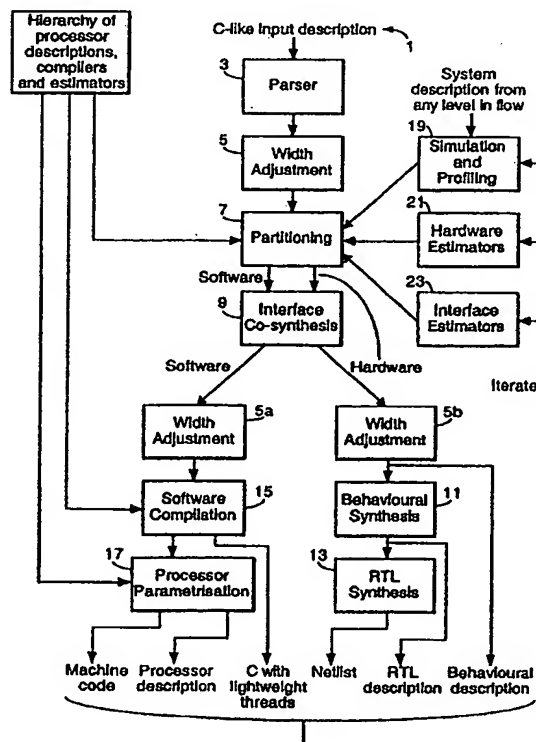 Hierarchy of
processor
descriptions,
compilers
and estimators
C-like input description
1
3
Parser
System
description from
any level in flow
5
Width
Adjustment
19
Simulation
and
Profiling
7
Partitioning
21
Hardware
Estimators
Software
9
Interface
Co-synthesis
23
Interface
Estimators
Software
Hardware
Iterate
Width
Adjustment
5a
Width
Adjustment
5b
Software
Compilation
15
Behavioural
Synthesis
11
17
Processor
Parametrisation
13
RTL
Synthesis
Machine
code
Processor
description
C with
lightweight
threads
Netlist
RTL
description
Behavioural
description